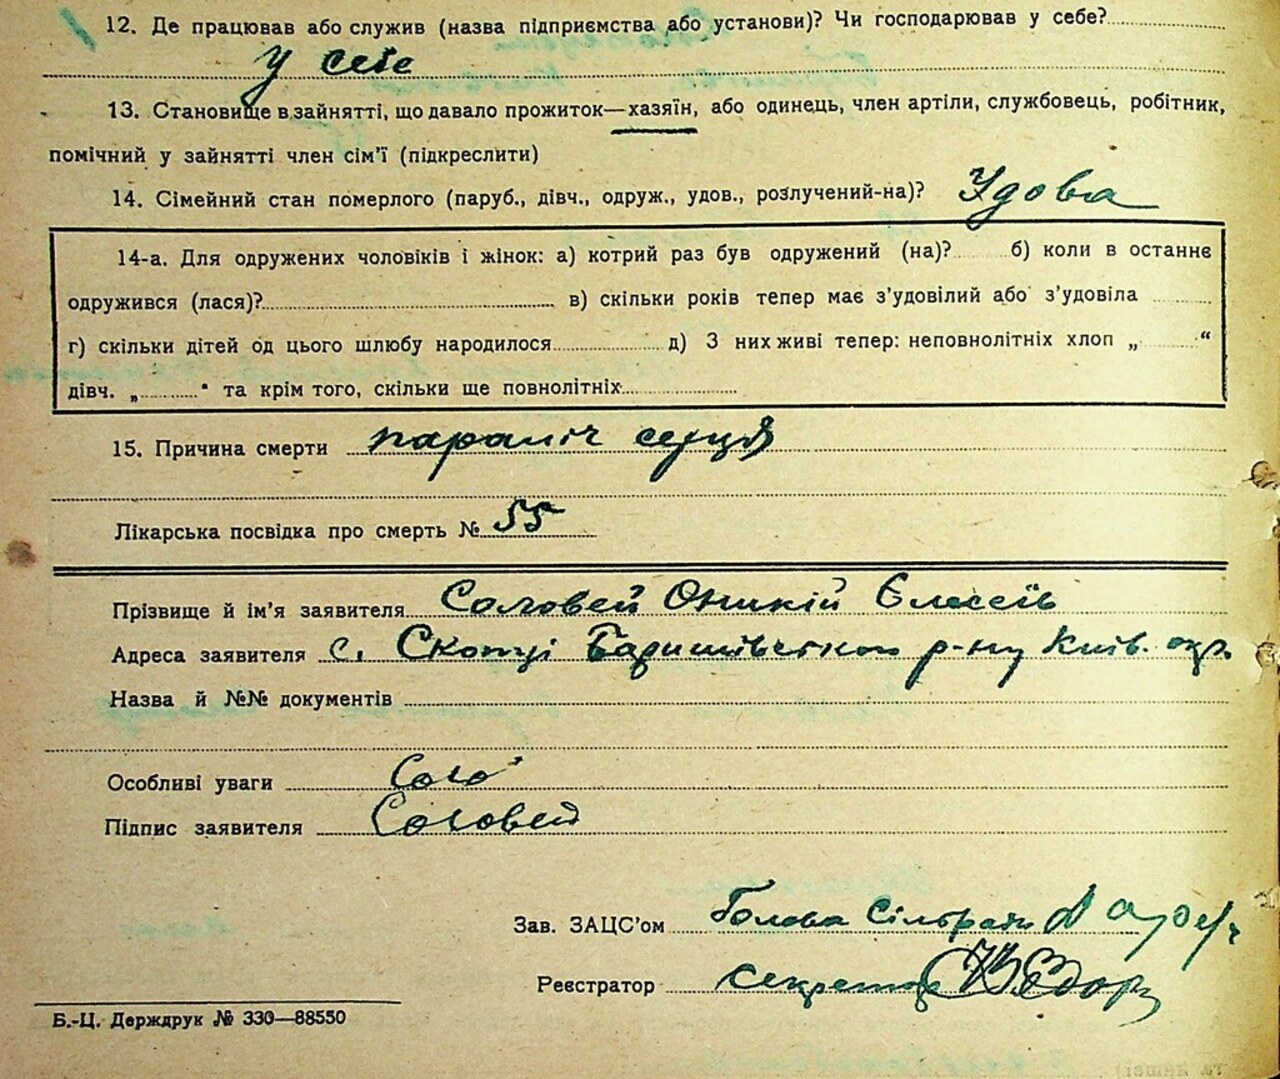 12. Де працював або служив (назва підприємства або установи)? Чи господарював у себе?
У себе
13. Становище в зайнятті, що давало прожиток—хазяїн, або одинець, член артіли, службовець, робітник,
помічний у зайнятті член сім'ї (підкреслити)
14. Сімейний стан померлого (паруб., дівч., одруж., удов., розлучений-на)? Удова
14-а. Для одружених чоловіків і жінок: а) котрий раз був одружений (на)? б) коли в останнє
одружився (лася)? в) скільки років тепер має з'удовілий або з'удовіла
г) скільки дітей од цього шлюбу народилося д) З них живі тепер: неповнолітніх хлоп „ “
дівч. „ “ та крім того, скільки ще повнолітніх
15. Причина смерти параліч серця
Лікарська посвідка про смерть № 55
Прізвище й ім'я заявителя Соловей Оникій Єлисеїв
Адреса заявителя с. Скопці Баришівського р-ну Київ. окр.
Назва й №№ документів
Особливі уваги
Підпис заявителя Соловей
Зав. ЗАЦС'ом Голова Сільради
Реєстратор секретар
Б.-Ц. Держдрук № 330—88550